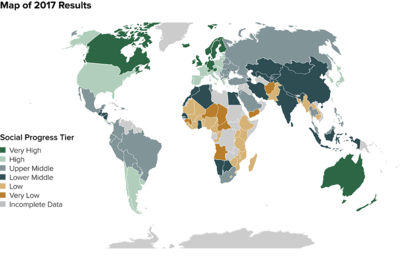 Map of 2017 Results
Social Progress Tier
Very High
High
Upper Middle
Lower Middle
Low
Very Low
Incomplete Data